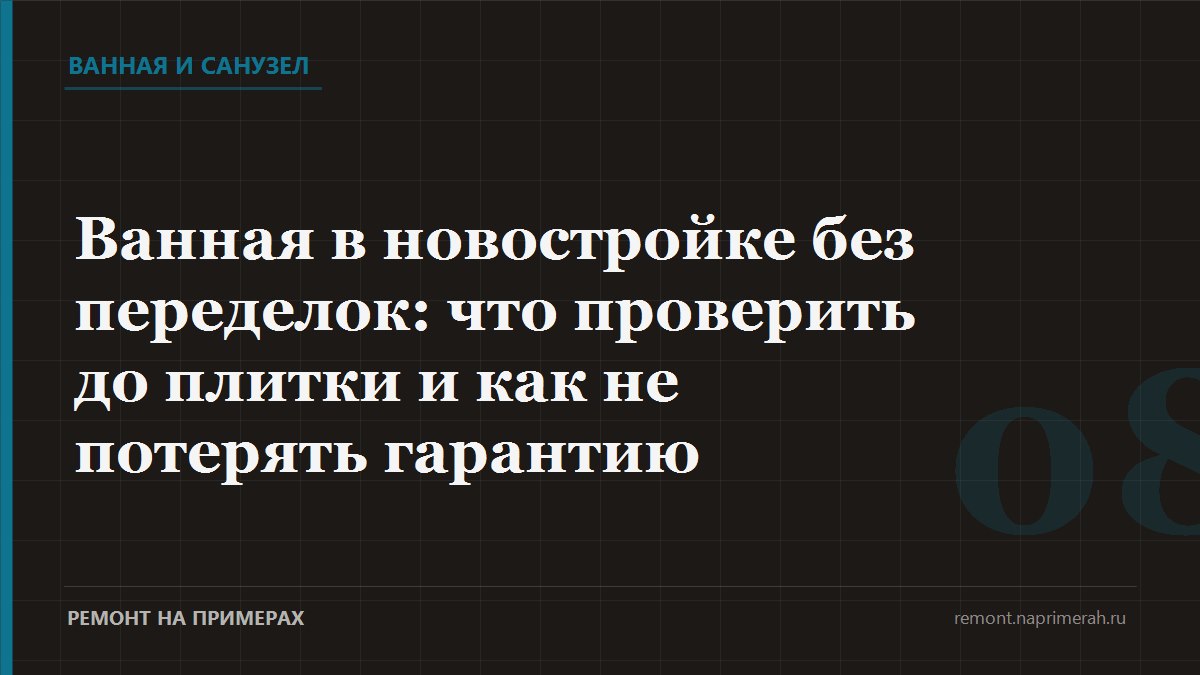 ВАННАЯ И САНУЗЕЛ
Ванная в новостройке без
переделок: что проверить
до плитки и как не
потерять гарантию
08
РЕМОНТ НА ПРИМЕРАХ
remont.naprimerah.ru